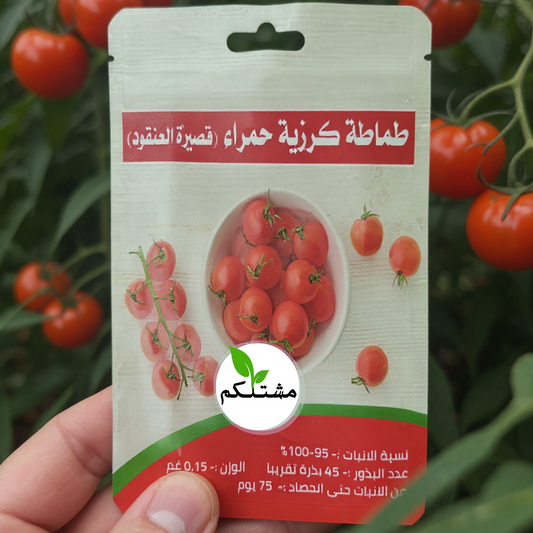 طماطة كرزية حمراء (قصيرة العنقود)
مشتلكم
نسبة الانبات :- 95-100%
عدد البذور :- 45 بذرة تقريبا الوزن :- 0,15 غم
من الانبات حتى الحصاد :- 75 يوم